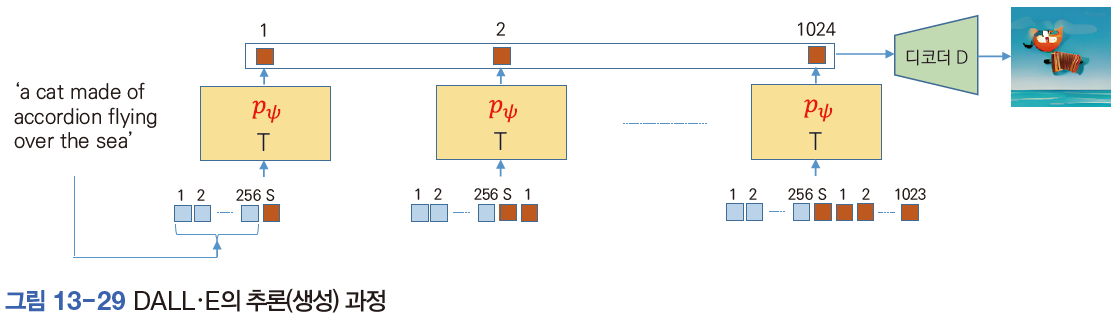 1 2 1024
디코더 D
'a cat made of
accordion flying
over the sea'
pψ pψ pψ
T T T
1 2 256 S
1 2 256 S 1
1 2 256 S 1 2 1023
그림 13-29 DALL·E의 추론(생성) 과정